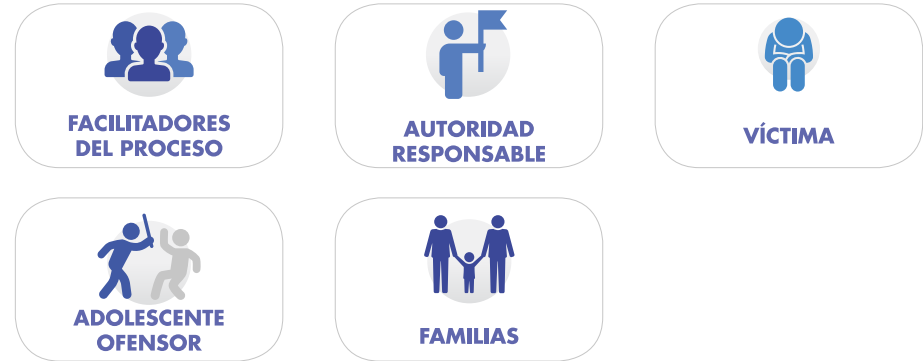 FACILITADORES
DEL PROCESO
AUTORIDAD
RESPONSABLE
VÍCTIMA
ADOLESCENTE
OFENSOR
FAMILIAS